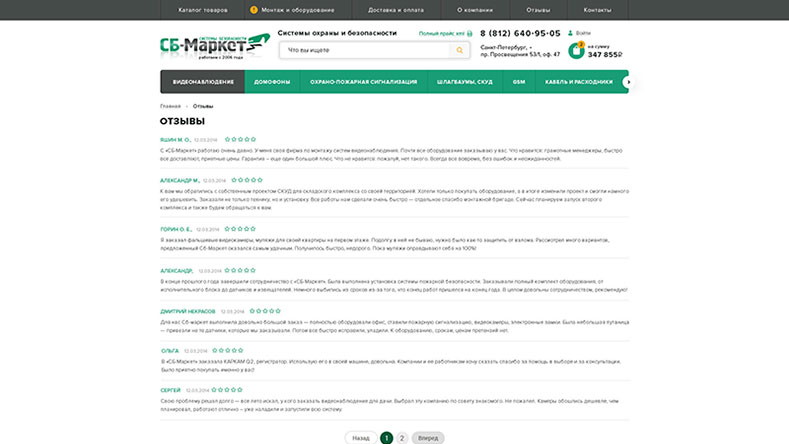 Каталог товаров
Монтаж и оборудование
Доставка и оплата
О компании
Отзывы
Контакты
СИСТЕМЫ БЕЗОПАСНОСТИ
СБ-Маркет
работаем с 2006 года
Системы охраны и безопасности
Полный прайс
Что вы ищете
8 (812) 640-95-05
Санкт-Петербург,
пр. Просвещения 53/1, оф. 47
Войти
на сумму
347 855₽
ВИДЕОНАБЛЮДЕНИЕ
ДОМОФОНЫ
ОХРАНО-ПОЖАРНАЯ СИГНАЛИЗАЦИЯ
ШЛАГБАУМЫ, СКУД
GSM
КАБЕЛЬ И РАСХОДНИКИ
Главная
Отзывы
ОТЗЫВЫ
ЯШИН М. О., 12.03.2014
С «СБ-Маркет» работаю очень давно. У меня своя фирма по монтажу систем видеонаблюдения. Почти все оборудование заказываю у вас. Что нравится: грамотные менеджеры, быстро
все доставляют, приятные цены. Гарантия – еще один большой плюс. Что не нравится: пожалуй, нет такого. Всегда все вовремя, без ошибок и неожиданностей.
АЛЕКСАНДР М., 12.03.2014
К вам мы обратились с собственным проектом СКУД для складского комплекса со своей территорией. Хотели только покупать оборудование, а в итоге изменили проект и смогли намного
его удешевить. Заказали не только технику, но и установку. Все работы нам сделали очень быстро – отдельное спасибо монтажной бригаде. Сейчас планируем запуск второго
комплекса и также будем обращаться к вам.
ГОРИН О. Е., 12.03.2014
Я заказал фальшивые видеокамеры, муляжи для своей квартиры на первом этаже. Подолгу в ней не бываю, нужно было как-то защитить от взлома. Рассмотрел много вариантов,
предложенный Сб-Маркет оказался самым удачным. Получилось быстро, недорого. Пока муляжи оправдывают себя на 100%!
АЛЕКСАНДР, 12.03.2014
В конце прошлого года завершили сотрудничество с «СБ-Маркет». Была выполнена установка системы пожарной безопасности. Заказывали полный комплект оборудования, от
исполнительного блока до датчиков и извещателей. Немного выбились из сроков из-за того, что конец работ пришелся на конец года. В целом довольны сотрудничеством, рекомендую!
ДМИТРИЙ НЕКРАСОВ 12.03.2014
Для нас Сб-маркет выполнила довольно большой заказ – полностью оборудовали офис, ставили пожарную сигнализацию, видеокамеры, электронные замки. Была небольшая путаница
– привезли не те датчики, которые мы заказывали. Потом все быстро исправили, уладили. К оборудованию, срокам, ценам претензий нет.
ОЛЬГА 12.03.2014
В «СБ-Маркет» заказала КАРКАМ Q2, регистратор. Использую его в своей машине, довольна. Компании и ее работникам хочу сказать спасибо за помощь в выборе и за консультации.
Было приятно покупать именно у вас!
СЕРГЕЙ 12.03.2014
Свою проблему решал долго – все лето искал, у кого заказать видеонаблюдение для дачи. Выбрал эту компанию по совету знакомого. Не пожалел. Камеры обошлись дешевле, чем
планировал, работают отлично – уже наладили и запустили всю систему.
Назад
1
2
Вперед